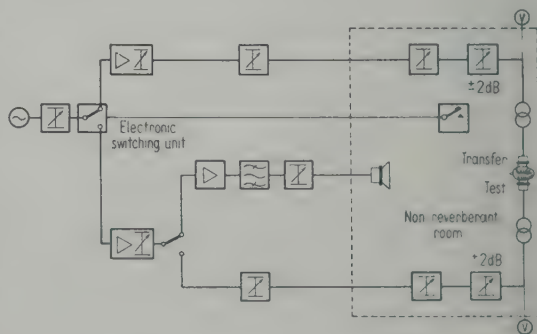 V
±2dB
Electronic
switching unit
Transfer
Test
Non reverberant
room
±2dB
V